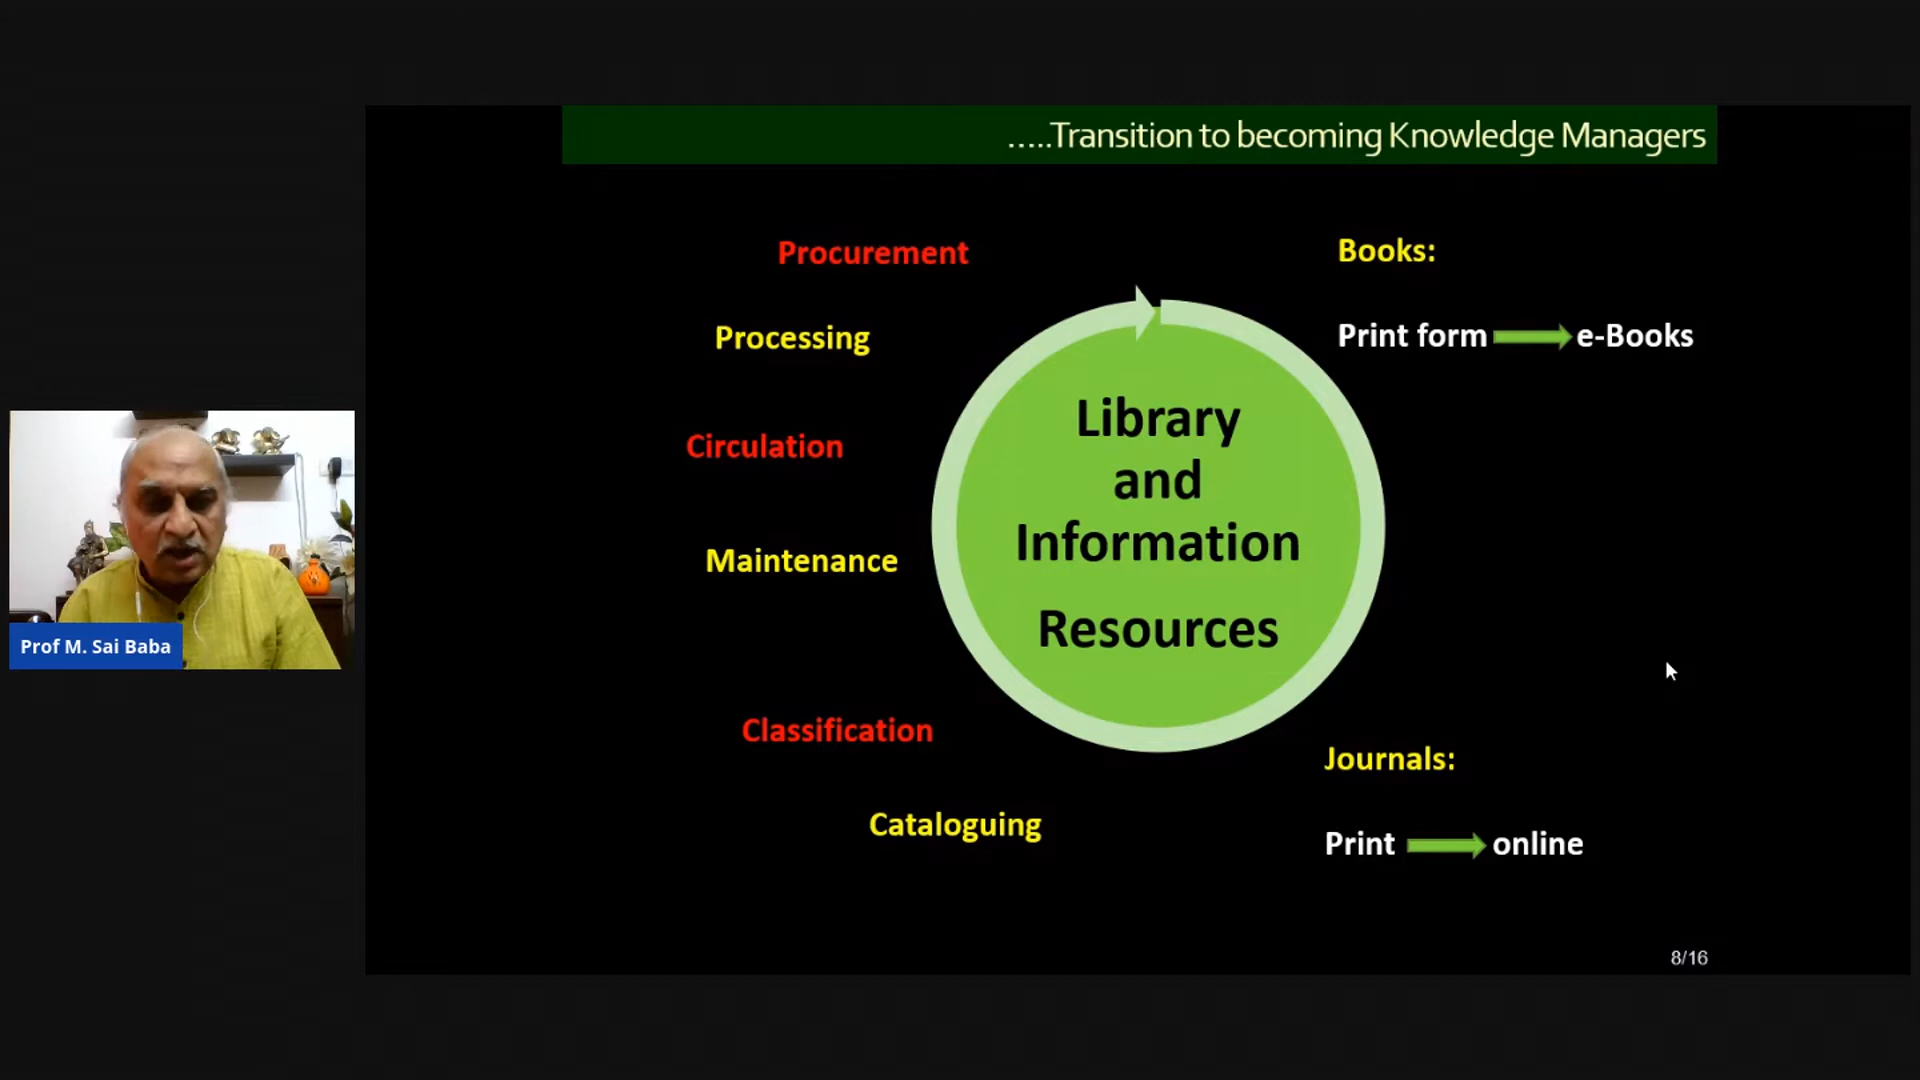 .....Transition to becoming Knowledge Managers
Procurement
Processing
Circulation
Maintenance
Classification
Cataloguing
Library
and
Information
Resources
Books:
Print form e-Books
Journals:
Print online
8/16
Prof M. Sai Baba